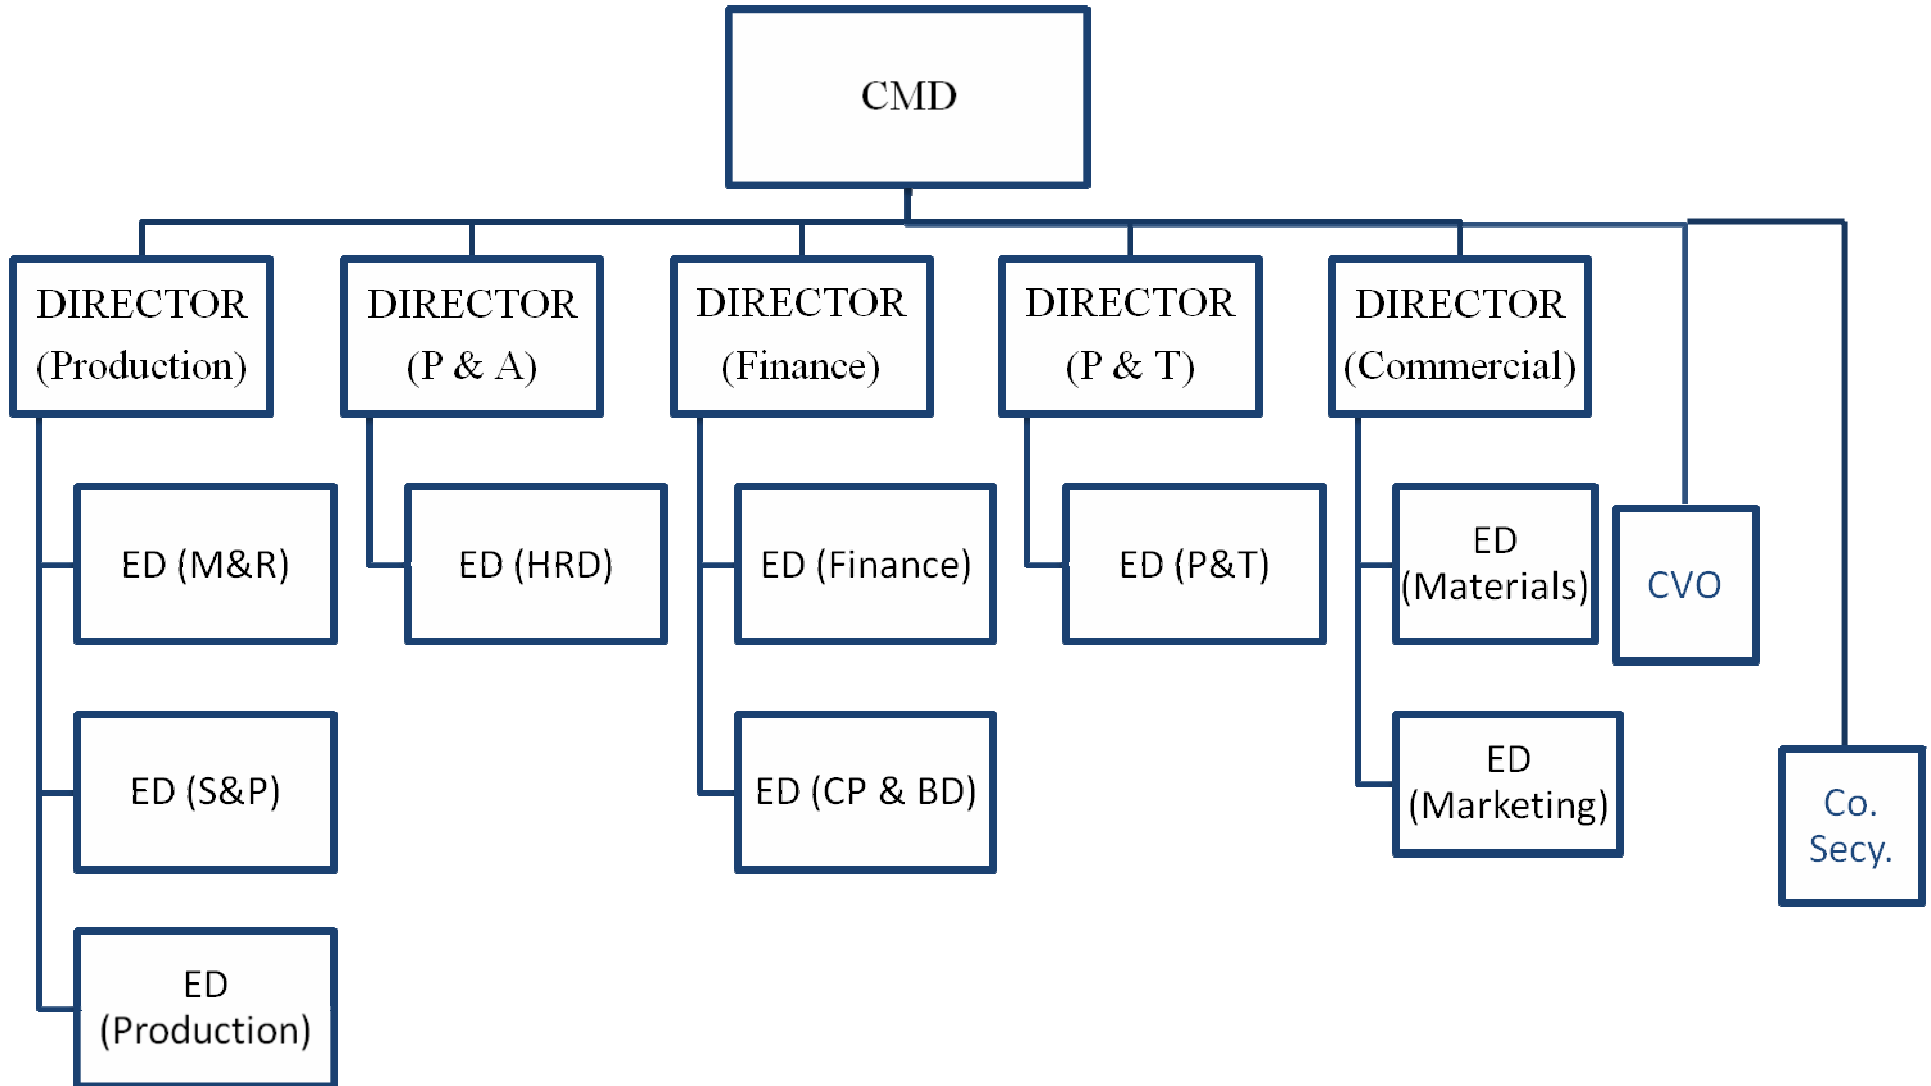 CMD
DIRECTOR
(Production)
DIRECTOR
(P & A)
DIRECTOR
(Finance)
DIRECTOR
(P & T)
DIRECTOR
(Commercial)
ED (M&R)
ED (HRD)
ED (Finance)
ED (P&T)
ED
(Materials)
CVO
ED (S&P)
ED (CP & BD)
ED
(Marketing)
Co.
Secy.
ED
(Production)